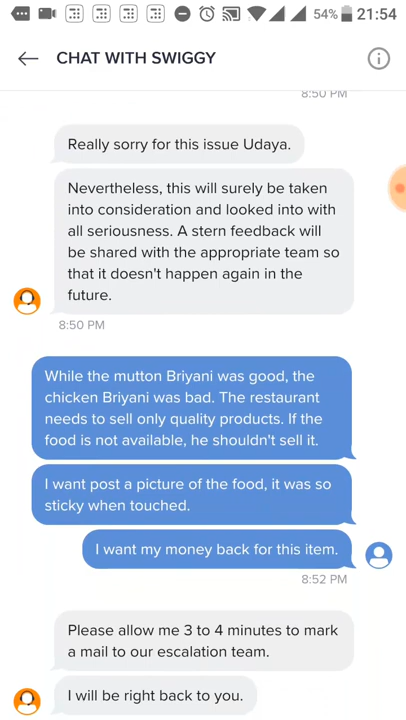 54% 21:54
CHAT WITH SWIGGY
8:50 PM
Really sorry for this issue Udaya.
Nevertheless, this will surely be taken
into consideration and looked into with
all seriousness. A stern feedback will
be shared with the appropriate team so
that it doesn't happen again in the
future.
8:50 PM
While the mutton Briyani was good, the
chicken Briyani was bad. The restaurant
needs to sell only quality products. If the
food is not available, he shouldn't sell it.
I want post a picture of the food, it was so
sticky when touched.
I want my money back for this item.
8:52 PM
Please allow me 3 to 4 minutes to mark
a mail to our escalation team.
I will be right back to you.